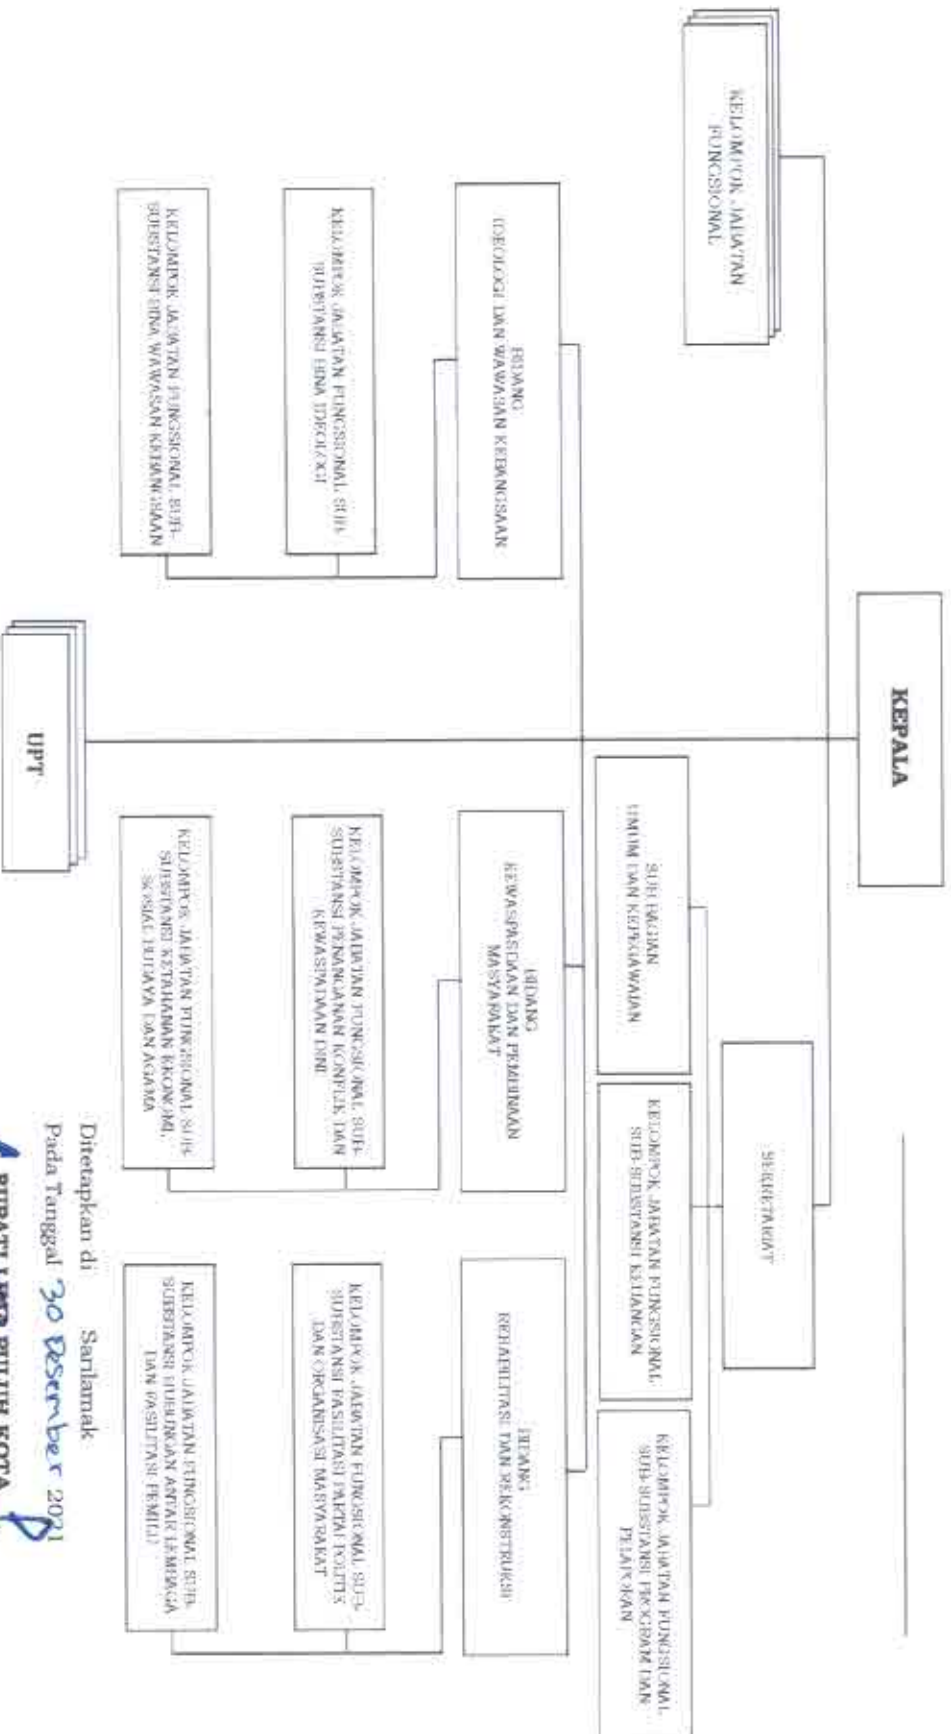 KEPALA
KELOMPOK JABATAN
FUNGSIONAL
SEKRETARIAT
SUB BAGIAN
UMUM DAN KEPEGAWAIAN
KELOMPOK JABATAN FUNGSIONAL
SUB-SUBSTANSI KEUANGAN
KELOMPOK JABATAN FUNGSIONAL
SUB-SUBSTANSI PROGRAM DAN
PELAPORAN
BIDANG
IDEOLOGI DAN WAWASAN KEBANGSAAN
BIDANG
KEWASPADAAN DAN PEMBINAAN
MASYARAKAT
BIDANG
REHABILITASI DAN REKONSTRUKSI
KELOMPOK JABATAN FUNGSIONAL SUB-
SUBSTANSI BINA IDEOLOGI
KELOMPOK JABATAN FUNGSIONAL SUB-
SUBSTANSI PENANGANAN KONFLIK DAN
KEWASPADAAN DINI
KELOMPOK JABATAN FUNGSIONAL SUB-
SUBSTANSI FASILITASI PARTAI POLITIK
DAN ORGANISASI MASYARAKAT
KELOMPOK JABATAN FUNGSIONAL SUB-
SUBSTANSI BINA WAWASAN KEBANGSAAN
KELOMPOK JABATAN FUNGSIONAL SUB-
SUBSTANSI KETAHANAN EKONOMI,
SOSIAL BUDAYA DAN AGAMA
KELOMPOK JABATAN FUNGSIONAL SUB-
SUBSTANSI HUBUNGAN ANTAR LEMBAGA
DAN FASILITASI PEMILU
UPT
Ditetapkan di Sarilamak
Pada Tanggal 30 Desember 2021
BUPATI LIMA PULUH KOTA